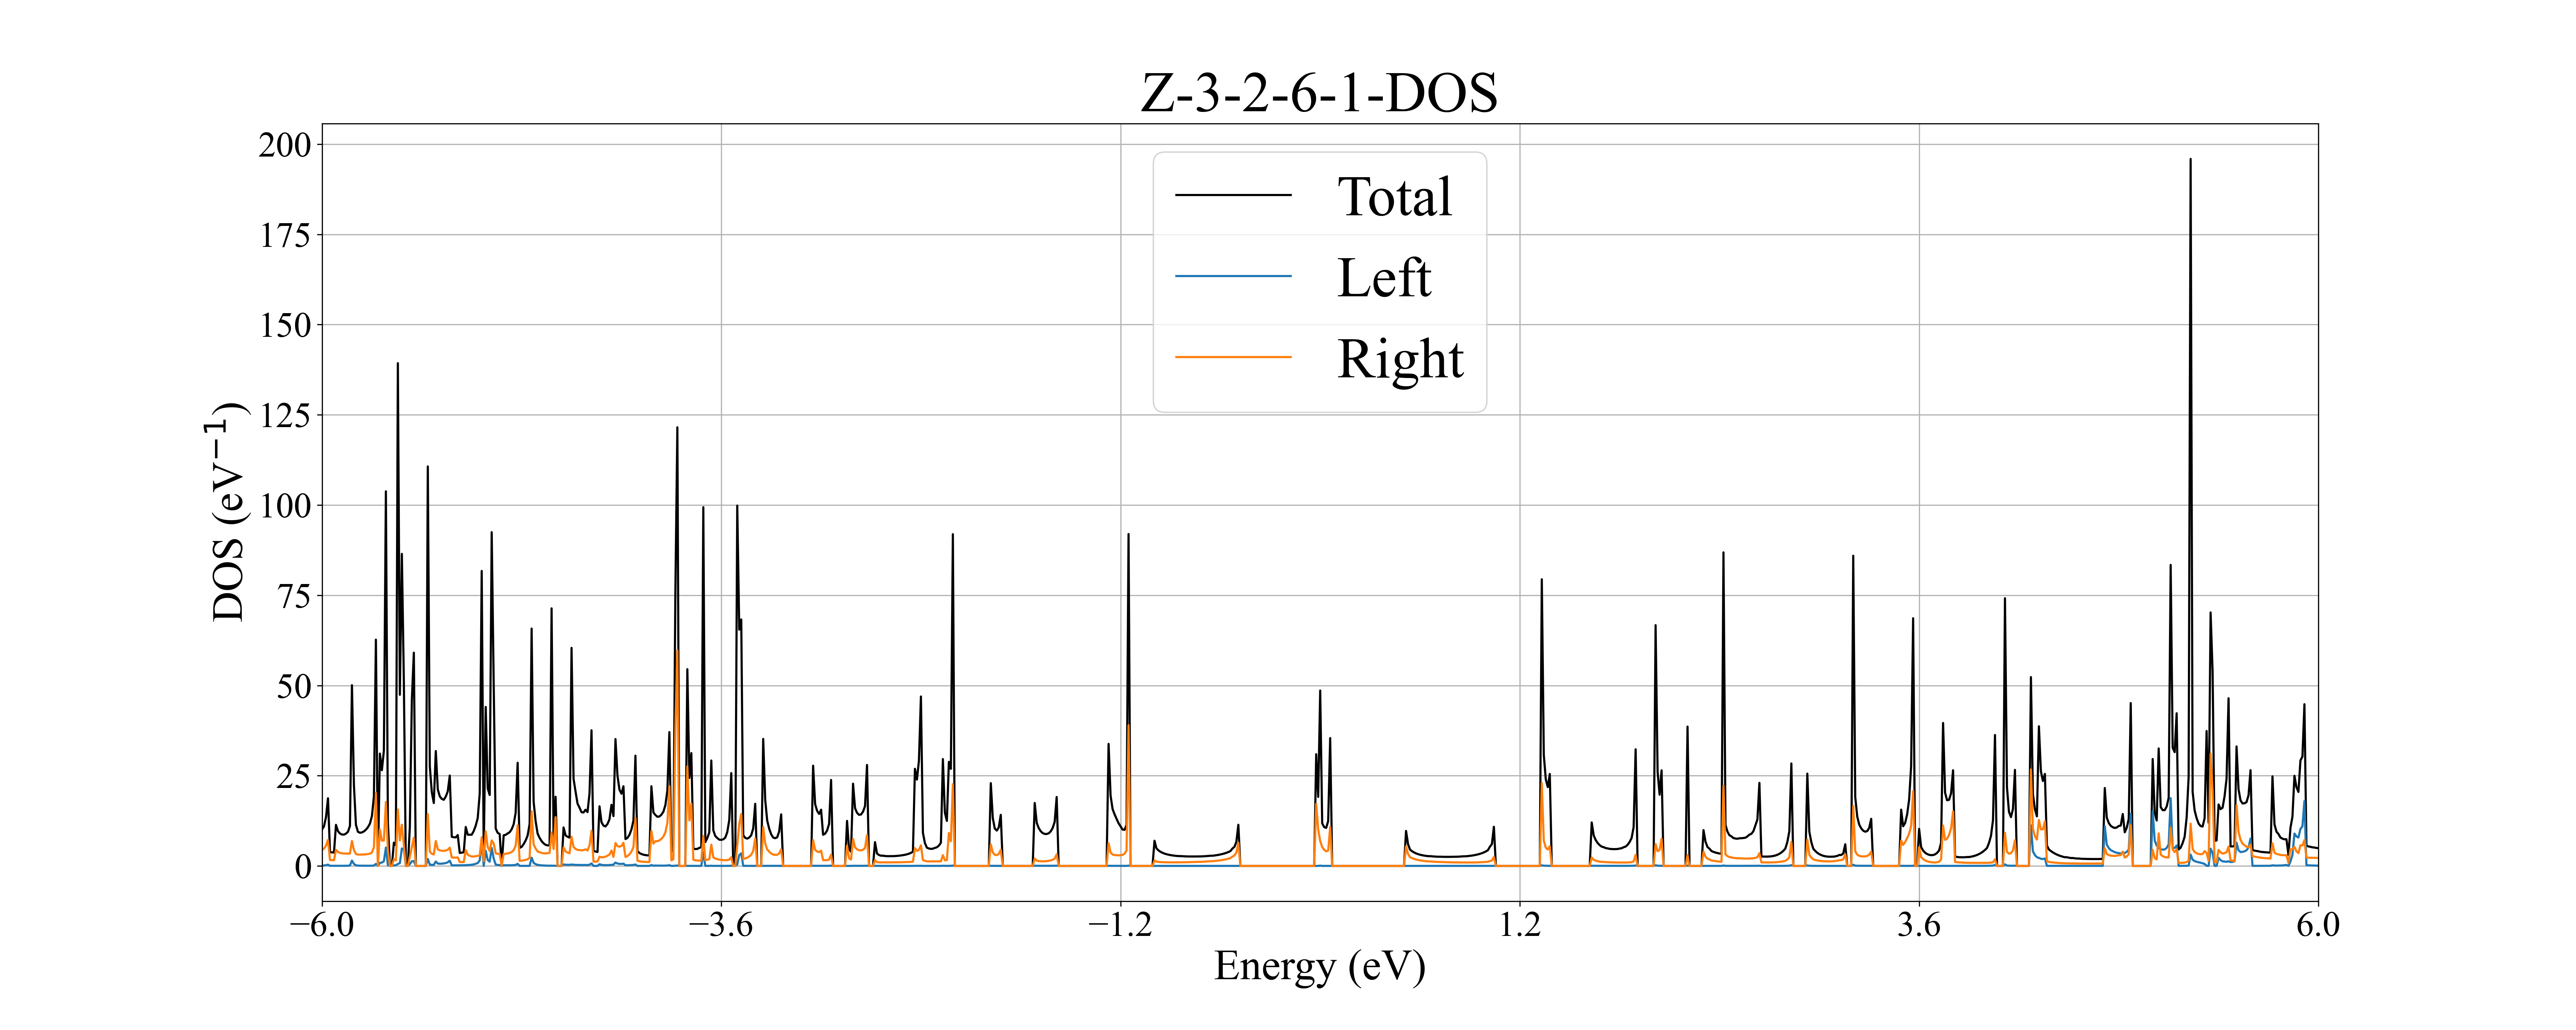 Z-3-2-6-1-DOS
Total
Left
Right
DOS (eV⁻¹)
200
175
150
125
100
75
50
25
0
−6.0 −3.6 −1.2 1.2 3.6 6.0
Energy (eV)